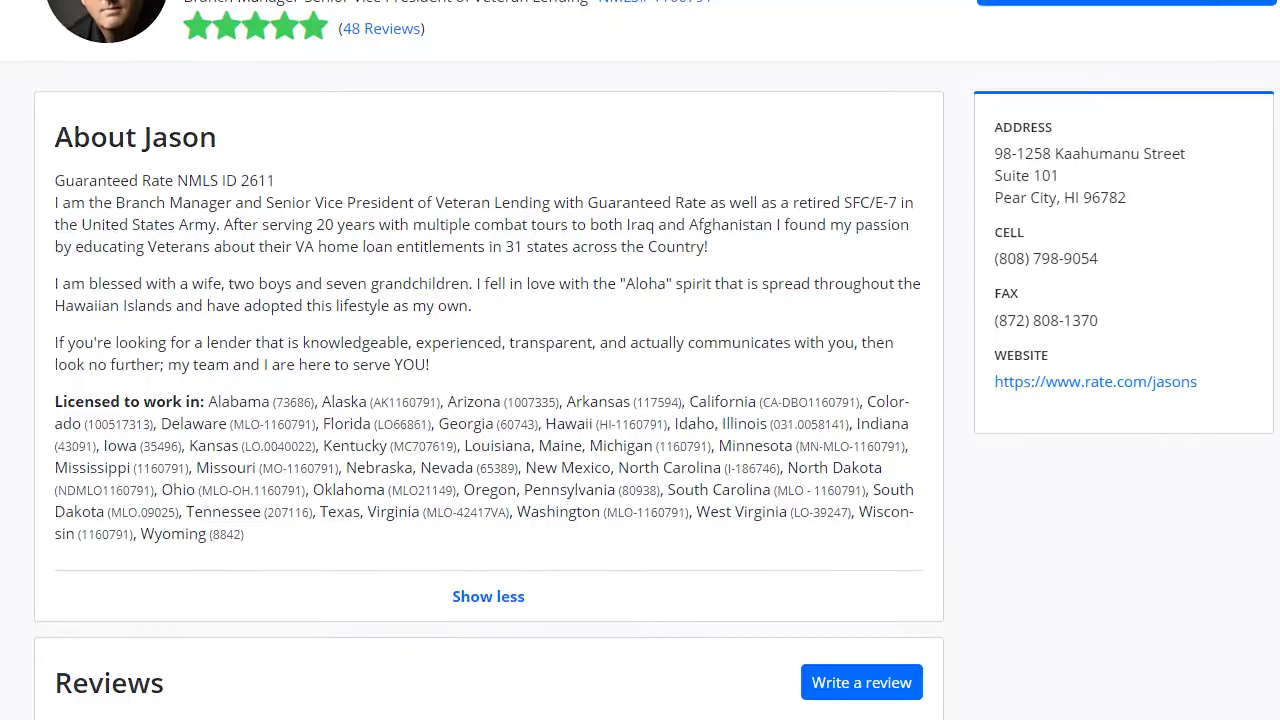 Branch Manager Senior Vice President of Veteran Lending NMLS# 1160791
(48 Reviews)
About Jason
Guaranteed Rate NMLS ID 2611
I am the Branch Manager and Senior Vice President of Veteran Lending with Guaranteed Rate as well as a retired SFC/E-7 in
the United States Army. After serving 20 years with multiple combat tours to both Iraq and Afghanistan I found my passion
by educating Veterans about their VA home loan entitlements in 31 states across the Country!
I am blessed with a wife, two boys and seven grandchildren. I fell in love with the "Aloha" spirit that is spread throughout the
Hawaiian Islands and have adopted this lifestyle as my own.
If you're looking for a lender that is knowledgeable, experienced, transparent, and actually communicates with you, then
look no further; my team and I are here to serve YOU!
Licensed to work in: Alabama (73686), Alaska (AK1160791), Arizona (1007335), Arkansas (117594), California (CA-DBO1160791), Color-
ado (100517313), Delaware (MLO-1160791), Florida (LO66861), Georgia (60743), Hawaii (HI-1160791), Idaho, Illinois (031.0058141), Indiana
(43091), Iowa (35496), Kansas (LO.0040022), Kentucky (MC707619), Louisiana, Maine, Michigan (1160791), Minnesota (MN-MLO-1160791),
Mississippi (1160791), Missouri (MO-1160791), Nebraska, Nevada (65389), New Mexico, North Carolina (I-186746), North Dakota
(NDMLO1160791), Ohio (MLO-OH.1160791), Oklahoma (MLO21149), Oregon, Pennsylvania (80938), South Carolina (MLO - 1160791), South
Dakota (MLO.09025), Tennessee (207116), Texas, Virginia (MLO-42417VA), Washington (MLO-1160791), West Virginia (LO-39247), Wiscon-
sin (1160791), Wyoming (8842)
Show less
Reviews
Write a review
ADDRESS
98-1258 Kaahumanu Street
Suite 101
Pear City, HI 96782
CELL
(808) 798-9054
FAX
(872) 808-1370
WEBSITE
https://www.rate.com/jasons